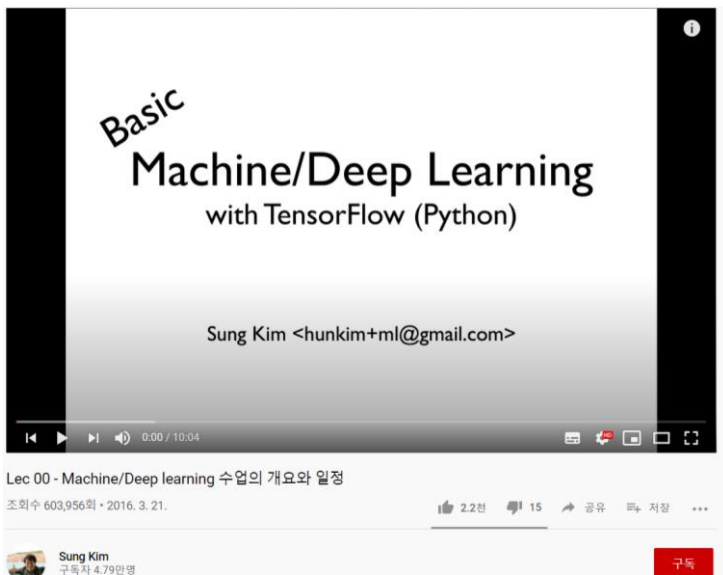 Basic
Machine/Deep Learning
with TensorFlow (Python)
Sung Kim <hunkim+ml@gmail.com>
0:00 / 10:04
HD
Lec 00 - Machine/Deep learning 수업의 개요와 일정
조회수 603,956회 • 2016. 3. 21.
2.2천 15 공유 저장
Sung Kim
구독자 4.79만명
구독